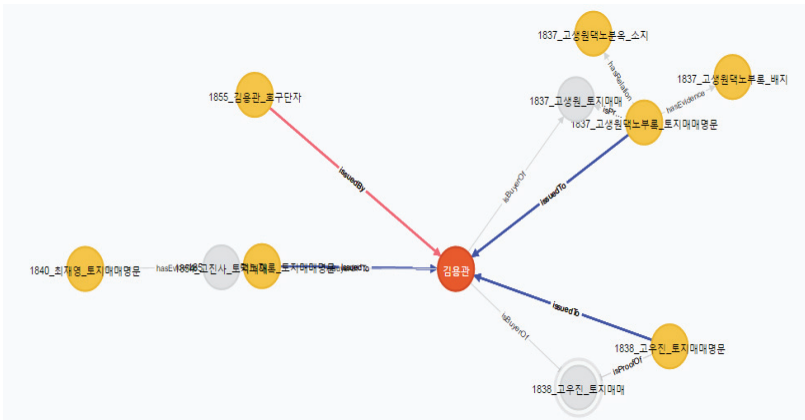 1837_고생원댁노분옥_소지
1855_김용관_호구단자
1837_고생원_토지매매
1837_고생원댁노부록_배지
hasRelation
hasEvidence
isPr...
1837_고생원댁노부록_토지매매명문
issuedBy
isBuyerOf
issuedTo
1840_최재영_토지매매명문
김용관
issuedTo
isBuyerOf
1838_고우진_토지매매명문
isProofOf
1838_고우진_토지매매